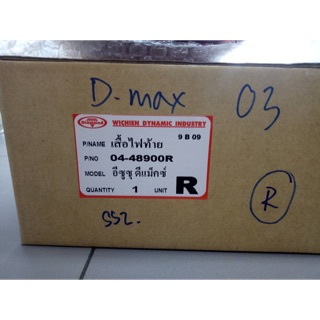 D-max 03
WICHIEN DYNAMIC INDUSTRY
9 B 09
P/NAME เสื้อไฟท้าย
P/NO 04-48900R
MODEL อีซูซุ ดีแม็กซ์
QUANTITY 1 UNIT R
R